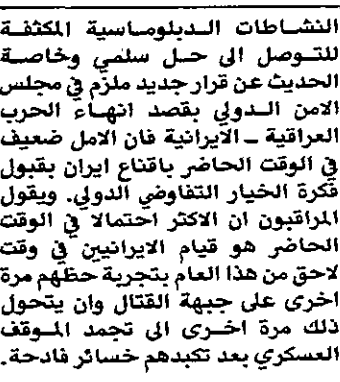 النشاطات الدبلوماسية المكثفة
للتوصل الى حل سلمي وخاصة
الحديث عن قرار جديد ملزم في مجلس
الامن الدولي بقصد انهاء الحرب
العراقية - الايرانية فان الامل ضعيف
في الوقت الحاضر باقناع ايران بقبول
فكرة الخيار التفاوضي الدولي. ويقول
المراقبون ان الاكثر احتمالا في الوقت
الحاضر هو قيام الايرانيين في وقت
لاحق من هذا العام بتجربة حظهم مرة
اخرى على جبهة القتال وان يتحول
ذلك مرة اخرى الى تجمد الموقف
العسكري بعد تكبدهم خسائر فادحة.